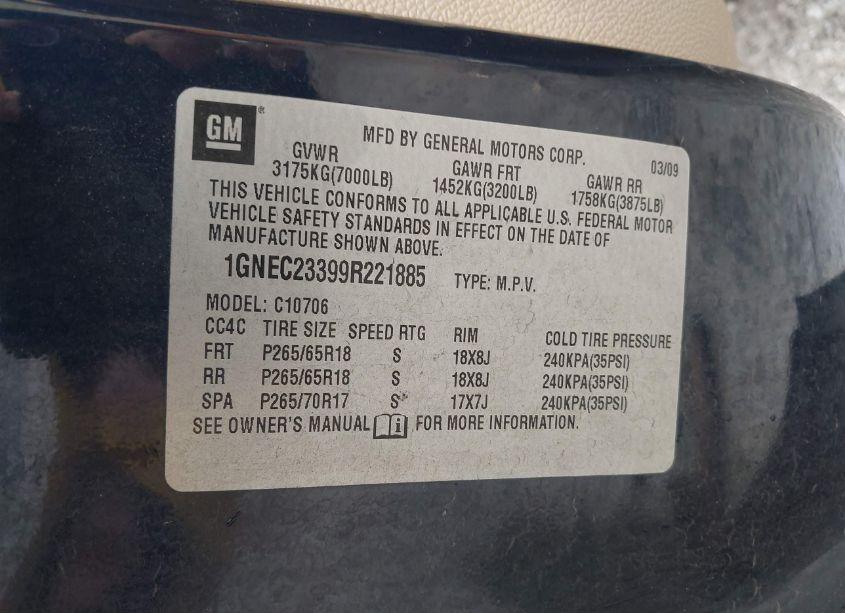 GM ®
MFD BY GENERAL MOTORS CORP. 03/09
GVWR GAWR FRT GAWR RR
3175KG(7000LB) 1452KG(3200LB) 1758KG(3875LB)
THIS VEHICLE CONFORMS TO ALL APPLICABLE U.S. FEDERAL MOTOR
VEHICLE SAFETY STANDARDS IN EFFECT ON THE DATE OF
MANUFACTURE SHOWN ABOVE.
1GNEC23399R221885 TYPE: M.P.V.
MODEL: C10706
CC4C TIRE SIZE SPEED RTG RIM COLD TIRE PRESSURE
FRT P265/65R18 S 18X8J 240KPA(35PSI)
RR P265/65R18 S 18X8J 240KPA(35PSI)
SPA P265/70R17 S 17X7J 240KPA(35PSI)
SEE OWNER'S MANUAL i FOR MORE INFORMATION.